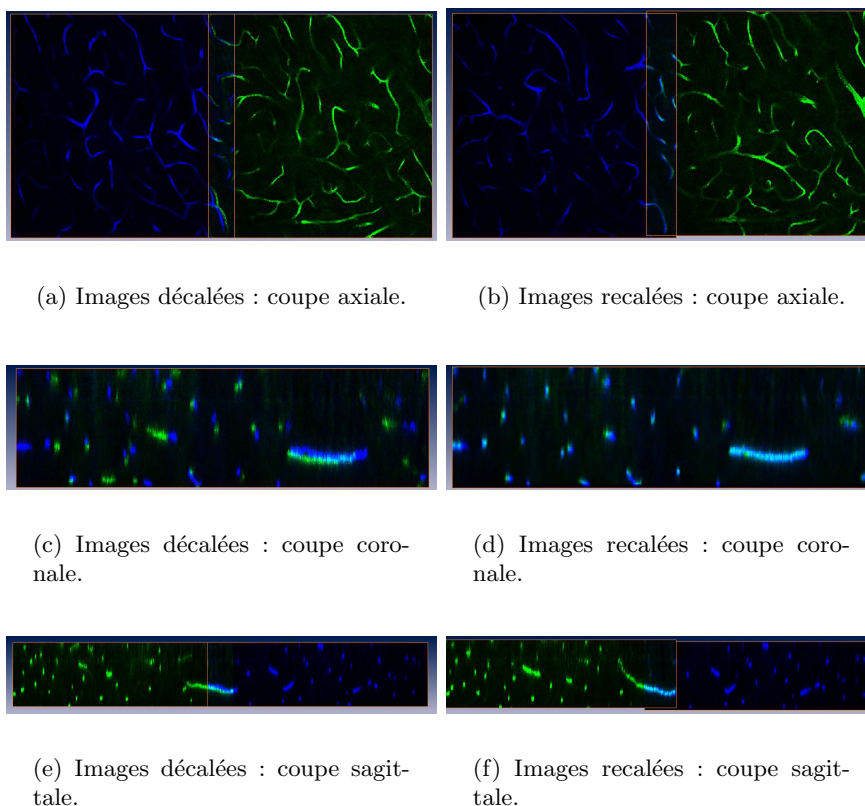 (a) Images décalées : coupe axiale.
(b) Images recalées : coupe axiale.
(c) Images décalées : coupe coro-
nale.
(d) Images recalées : coupe coro-
nale.
(e) Images décalées : coupe sagit-
tale.
(f) Images recalées : coupe sagit-
tale.